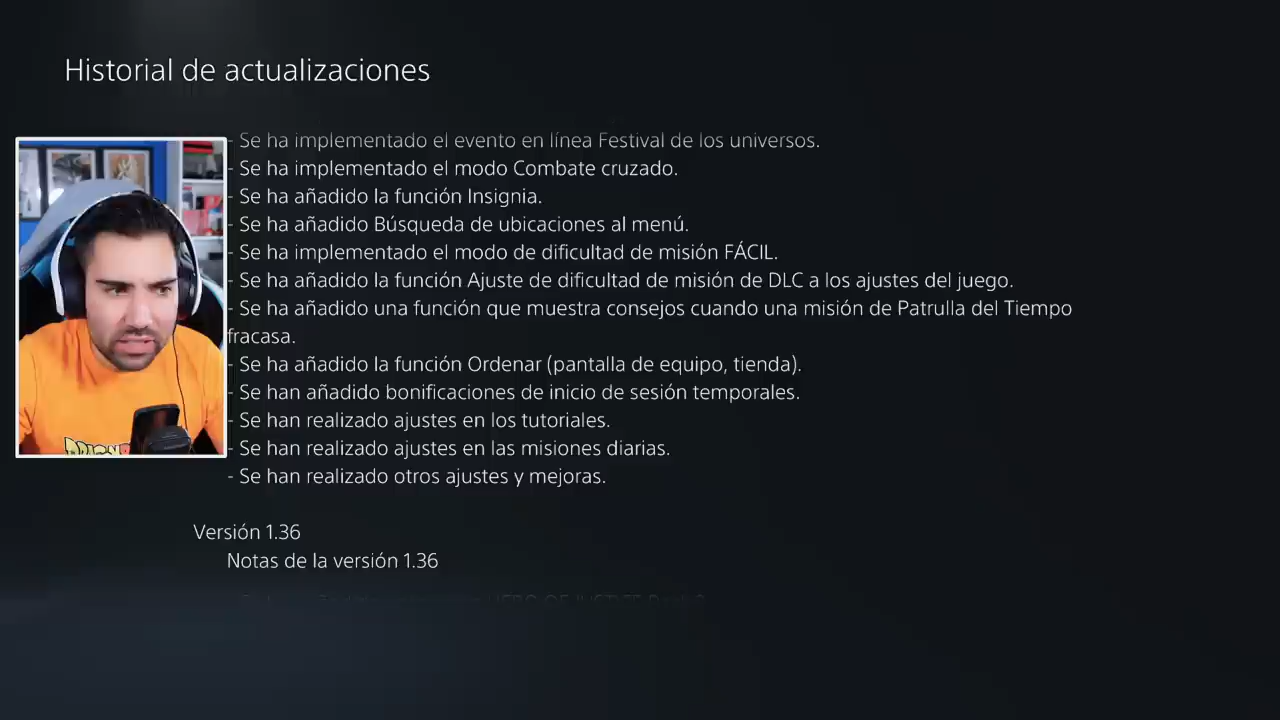 Historial de actualizaciones
- Se ha implementado el evento en línea Festival de los universos.
- Se ha implementado el modo Combate cruzado.
- Se ha añadido la función Insignia.
- Se ha añadido Búsqueda de ubicaciones al menú.
- Se ha implementado el modo de dificultad de misión FÁCIL.
- Se ha añadido la función Ajuste de dificultad de misión de DLC a los ajustes del juego.
- Se ha añadido una función que muestra consejos cuando una misión de Patrulla del Tiempo
fracasa.
- Se ha añadido la función Ordenar (pantalla de equipo, tienda).
- Se han añadido bonificaciones de inicio de sesión temporales.
- Se han realizado ajustes en los tutoriales.
- Se han realizado ajustes en las misiones diarias.
- Se han realizado otros ajustes y mejoras.
Versión 1.36
Notas de la versión 1.36